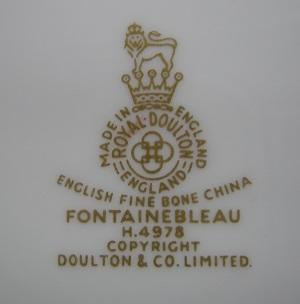 MADE IN ENGLAND
ROYAL·DOULTON
ENGLAND
ENGLISH FINE BONE CHINA
FONTAINEBLEAU
H.4978
COPYRIGHT
DOULTON & CO. LIMITED.